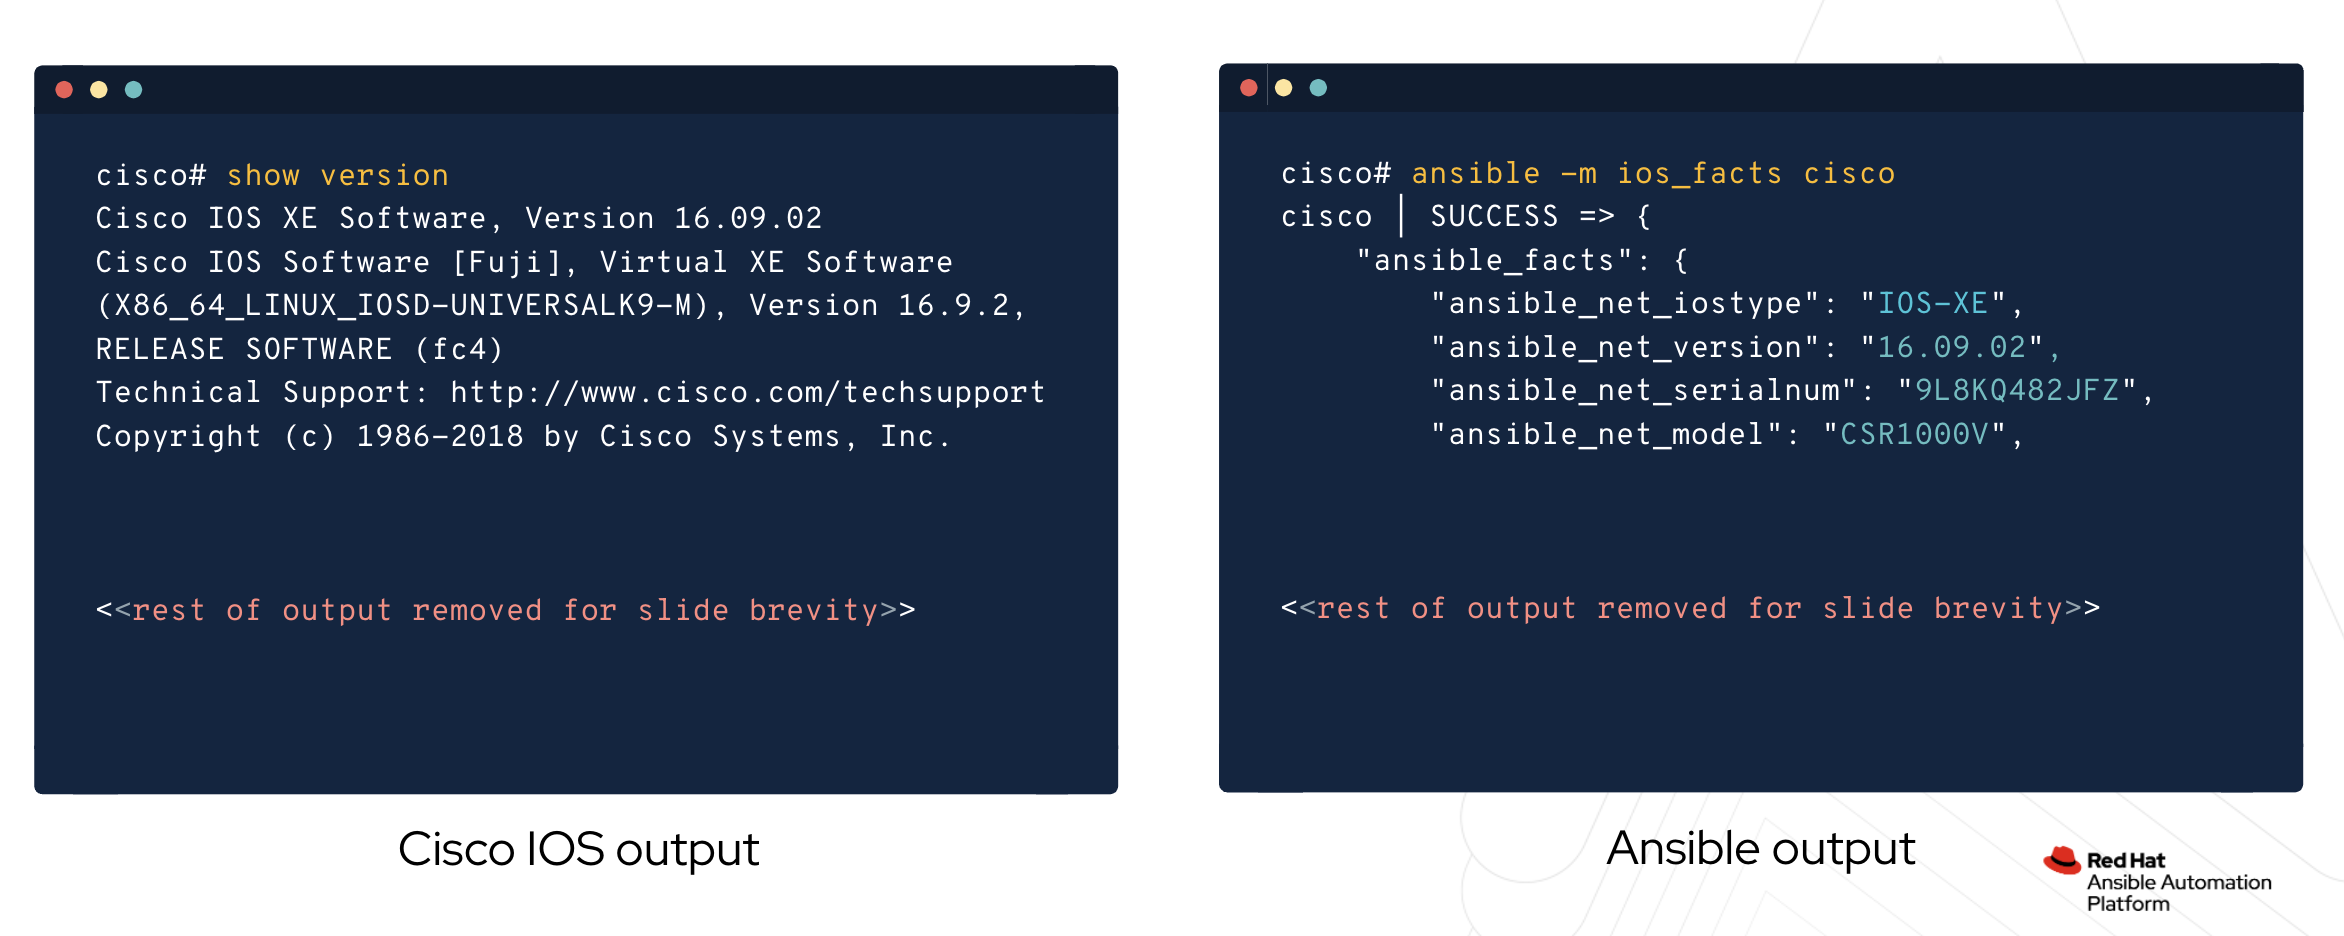 cisco# show version
Cisco IOS XE Software, Version 16.09.02
Cisco IOS Software [Fuji], Virtual XE Software
(X86_64_LINUX_IOSD-UNIVERSALK9-M), Version 16.9.2,
RELEASE SOFTWARE (fc4)
Technical Support: http://www.cisco.com/techsupport
Copyright (c) 1986-2018 by Cisco Systems, Inc.
<<rest of output removed for slide brevity>>
Cisco IOS output
cisco# ansible -m ios_facts cisco
cisco | SUCCESS => {
    "ansible_facts": {
        "ansible_net_iostype": "IOS-XE",
        "ansible_net_version": "16.09.02",
        "ansible_net_serialnum": "9L8KQ482JFZ",
        "ansible_net_model": "CSR1000V",
<<rest of output removed for slide brevity>>
Ansible output
Red Hat
Ansible Automation
Platform